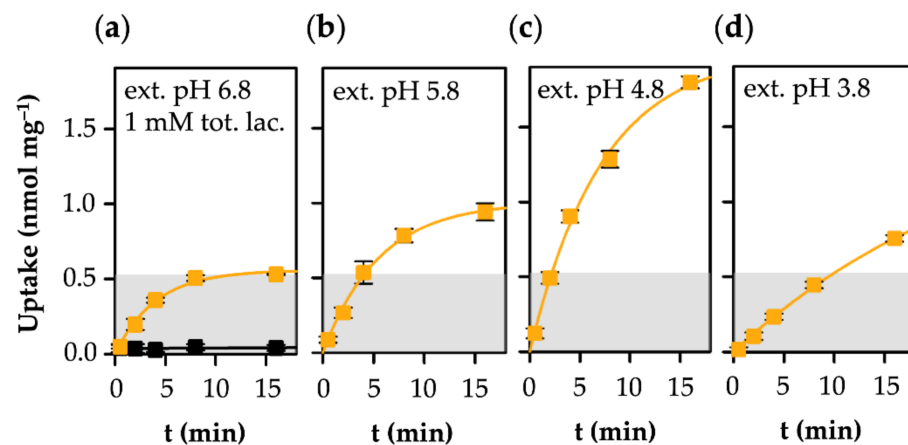 (a) (b) (c) (d)
ext. pH 6.8 ext. pH 5.8 ext. pH 4.8 ext. pH 3.8
1 mM tot. lac.
Uptake (nmol mg⁻¹)
1.5
1.0
0.5
0.0
0 5 10 15 0 5 10 15 0 5 10 15 0 5 10 15
t (min) t (min) t (min) t (min)